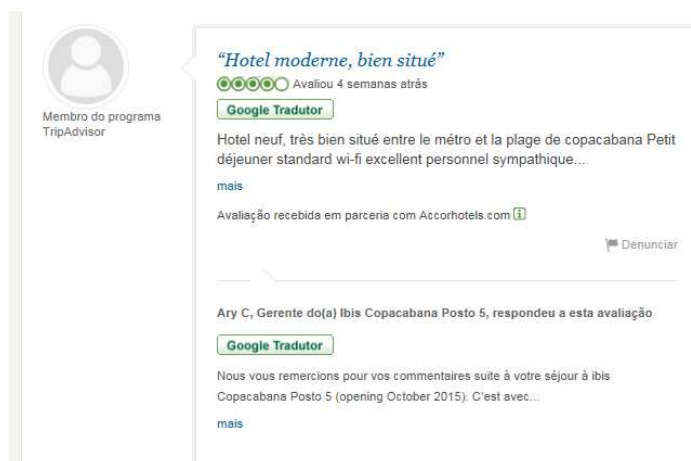 “Hotel moderne, bien situé”
Avaliou 4 semanas atrás
Google Tradutor
Membro do programa
TripAdvisor
Hotel neuf, très bien situé entre le métro et la plage de copacabana Petit
déjeuner standard wi-fi excellent personnel sympathique...
mais
Avaliação recebida em parceria com Accorhotels.com i
Denunciar
Ary C, Gerente do(a) Ibis Copacabana Posto 5, respondeu a esta avaliação
Google Tradutor
Nous vous remercions pour vos commentaires suite à votre séjour à ibis
Copacabana Posto 5 (opening October 2015). C'est avec...
mais